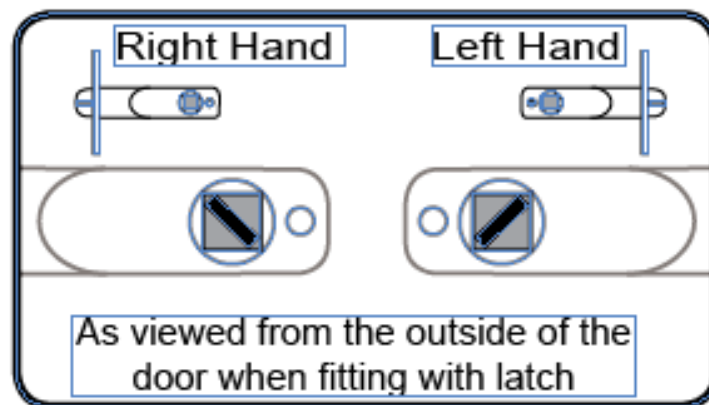 Right Hand
Left Hand
As viewed from the outside of the
door when fitting with latch